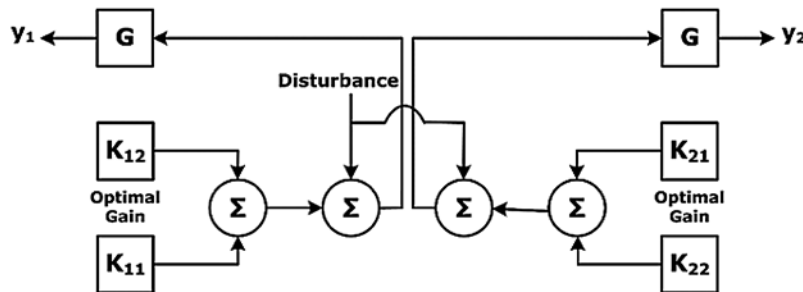 y₁
G
G
y₂
Disturbance
K₁₂
K₂₁
Optimal
Gain
Optimal
Gain
Σ
Σ
Σ
Σ
K₁₁
K₂₂